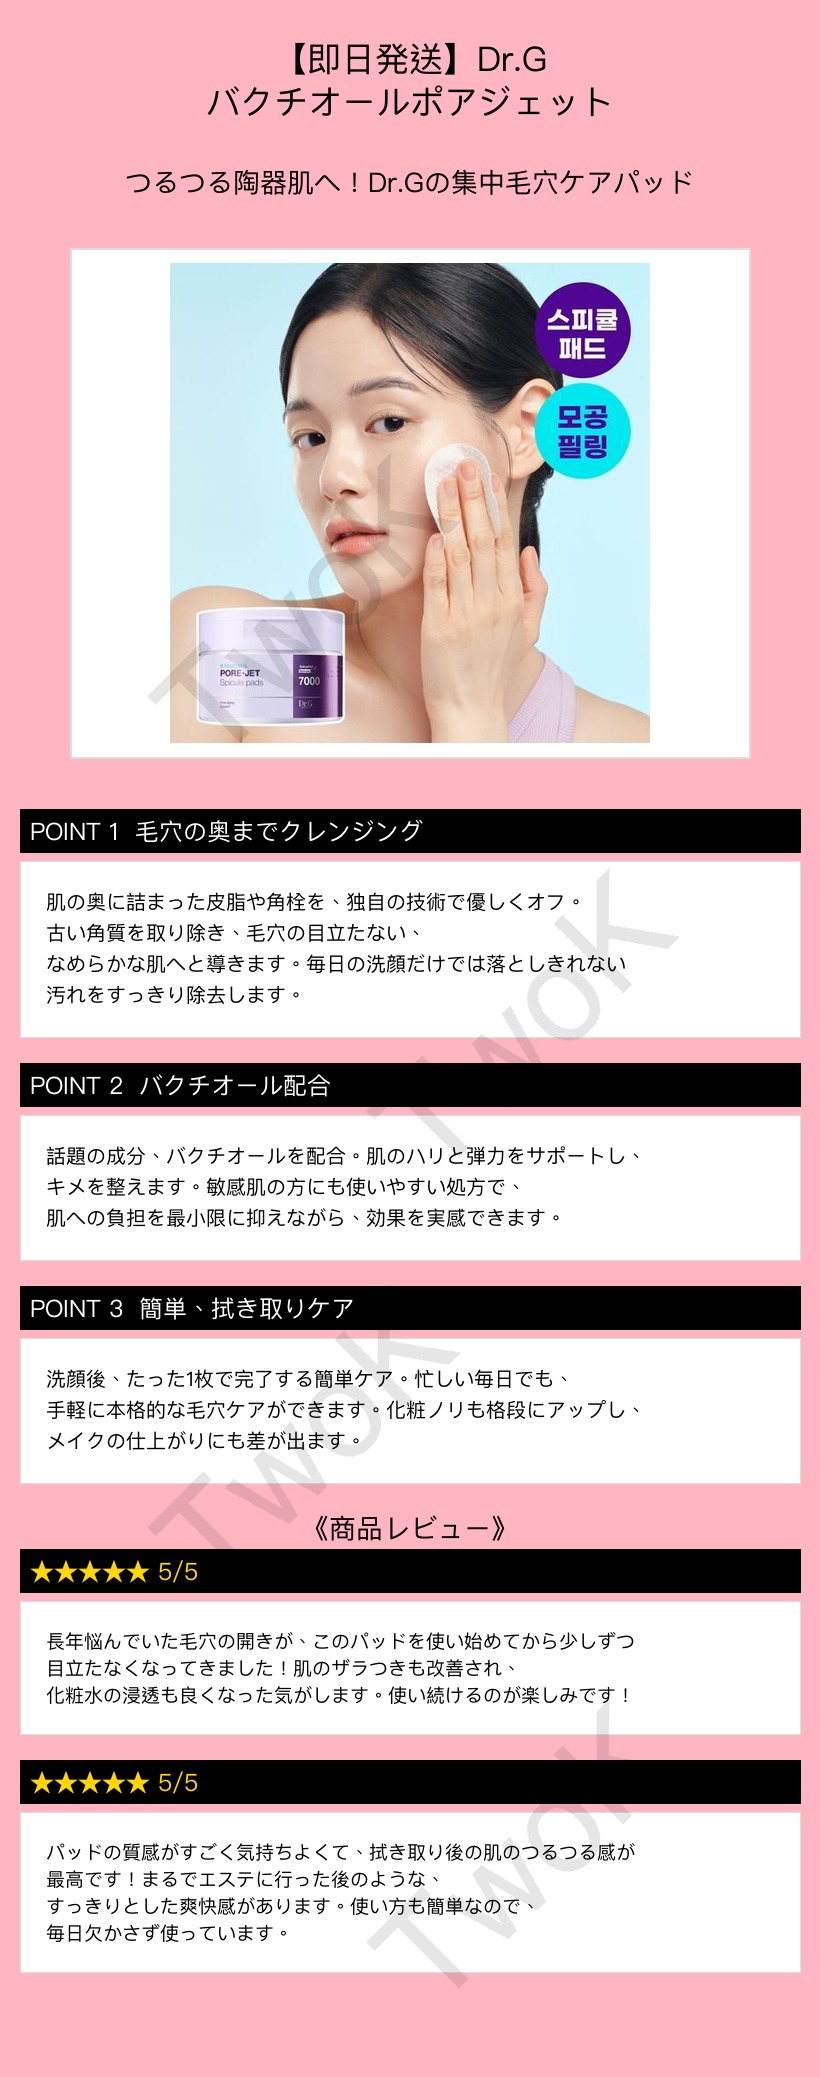 【即日発送】Dr.G
バクチオールポアジェット
つるつる陶器肌へ！Dr.Gの集中毛穴ケアパッド
스피큘
패드
모공
필링
PORE-JET
Spicule pads
7000
Dr.G
TwoK
POINT 1 毛穴の奥までクレンジング
肌の奥に詰まった皮脂や角栓を、独自の技術で優しくオフ。
古い角質を取り除き、毛穴の目立たない、
なめらかな肌へと導きます。毎日の洗顔だけでは落としきれない
汚れをすっきり除去します。
TwoK
POINT 2 バクチオール配合
話題の成分、バクチオールを配合。肌のハリと弾力をサポートし、
キメを整えます。敏感肌の方にも使いやすい処方で、
肌への負担を最小限に抑えながら、効果を実感できます。
POINT 3 簡単、拭き取りケア
洗顔後、たった1枚で完了する簡単ケア。忙しい毎日でも、
手軽に本格的な毛穴ケアができます。化粧ノリも格段にアップし、
メイクの仕上がりにも差が出ます。
TwoK
《商品レビュー》
★★★★★ 5/5
長年悩んでいた毛穴の開きが、このパッドを使い始めてから少しずつ
目立たなくなってきました！肌のザラつきも改善され、
化粧水の浸透も良くなった気がします。使い続けるのが楽しみです！
★★★★★ 5/5
パッドの質感がすごく気持ちよくて、拭き取り後の肌のつるつる感が
最高です！まるでエステに行った後のような、
すっきりとした爽快感があります。使い方も簡単なので、
毎日欠かさず使っています。
TwoK